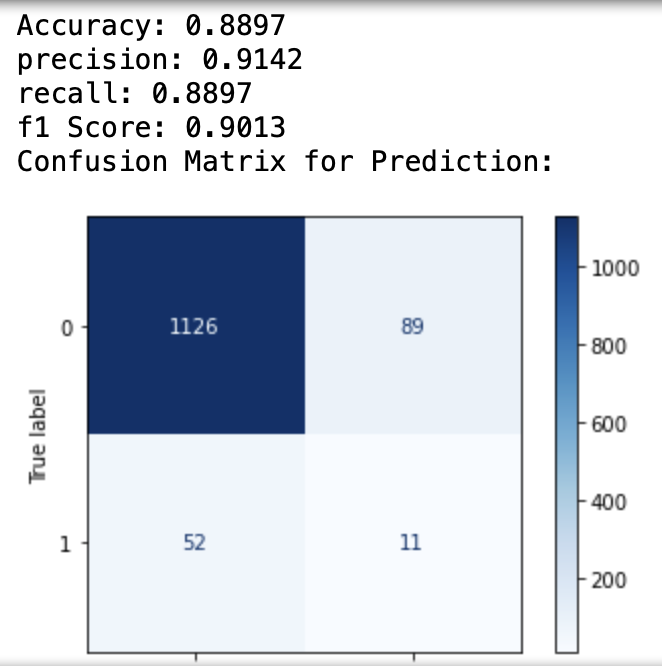 Accuracy: 0.8897
precision: 0.9142
recall: 0.8897
f1 Score: 0.9013
Confusion Matrix for Prediction:
1000
0
1126
89
800
600
True label
400
1
52
11
200